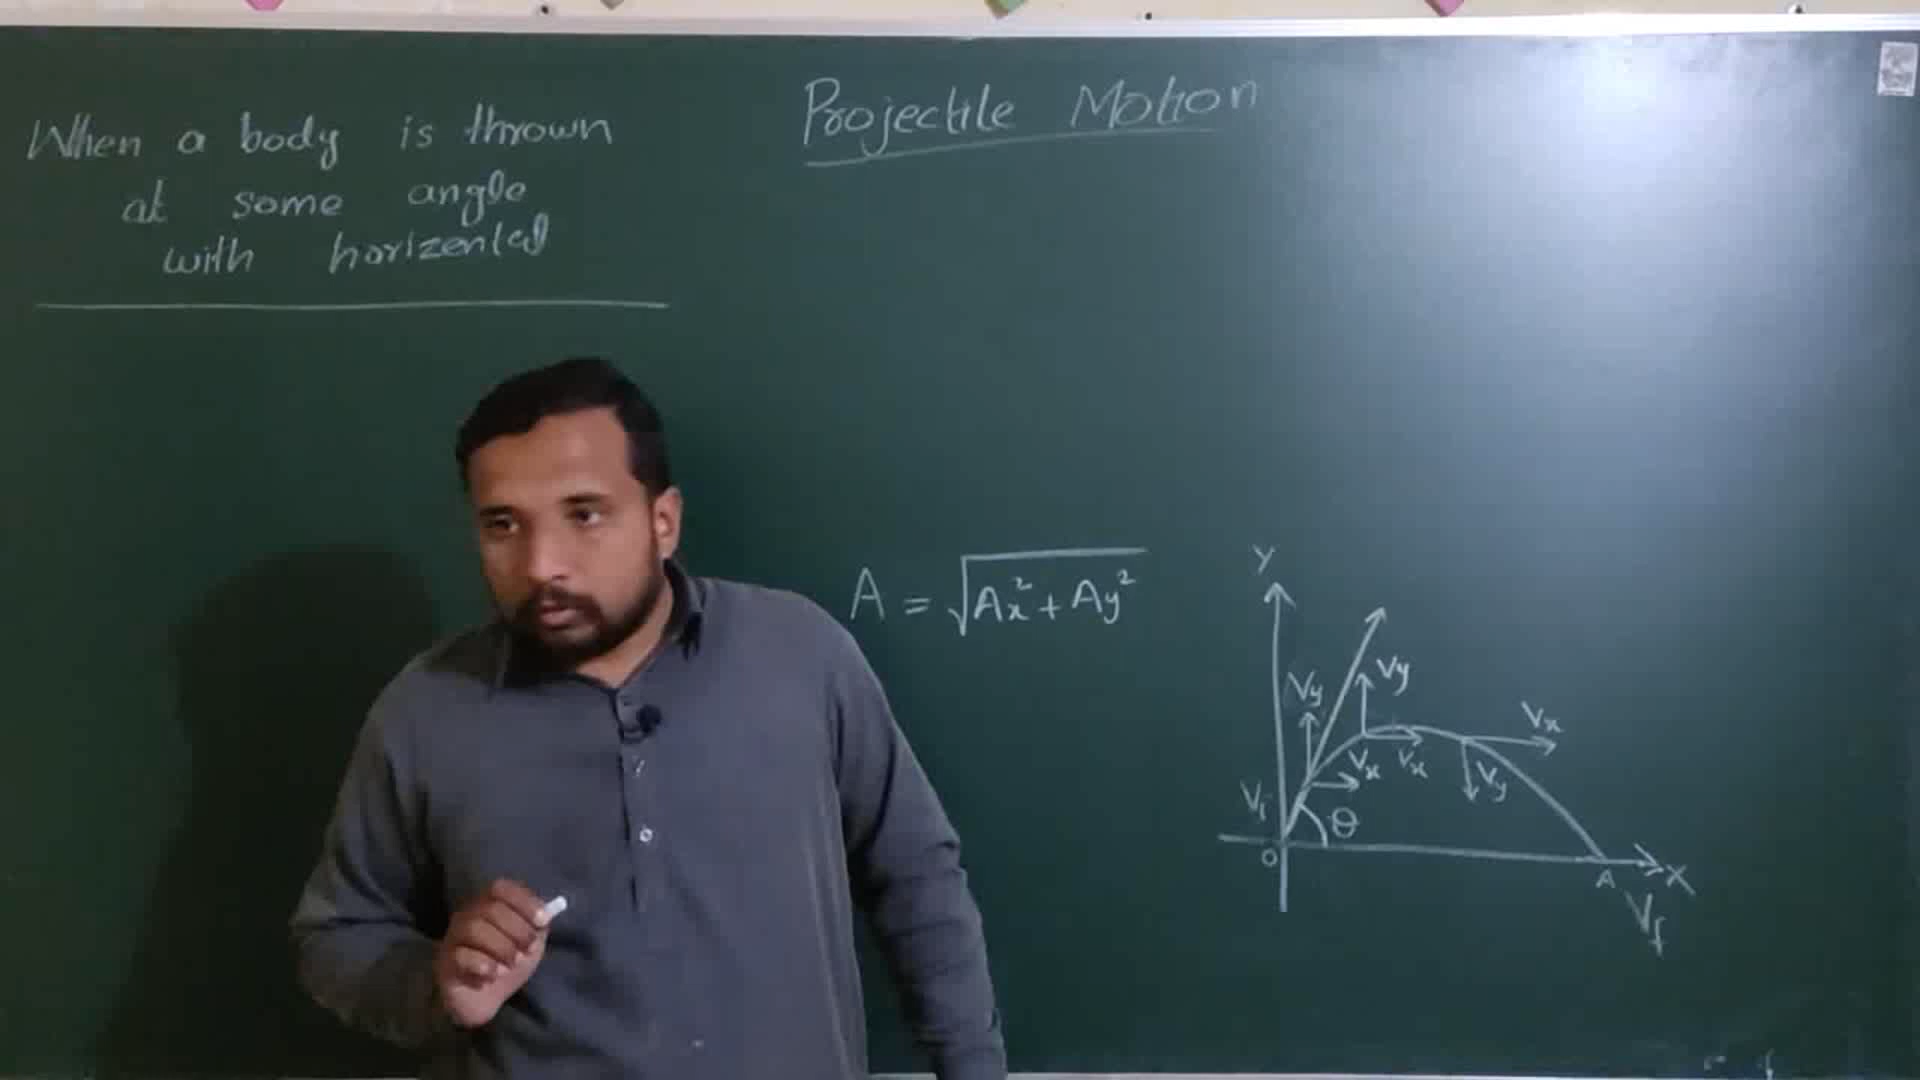 When a body is thrown
at some angle
with horizental
Projectile Motion
A = √Ax² + Ay²
Y
Vy
Vy
Vx
Vx
Vx
Vy
Vi
θ
O
A
X
Vf